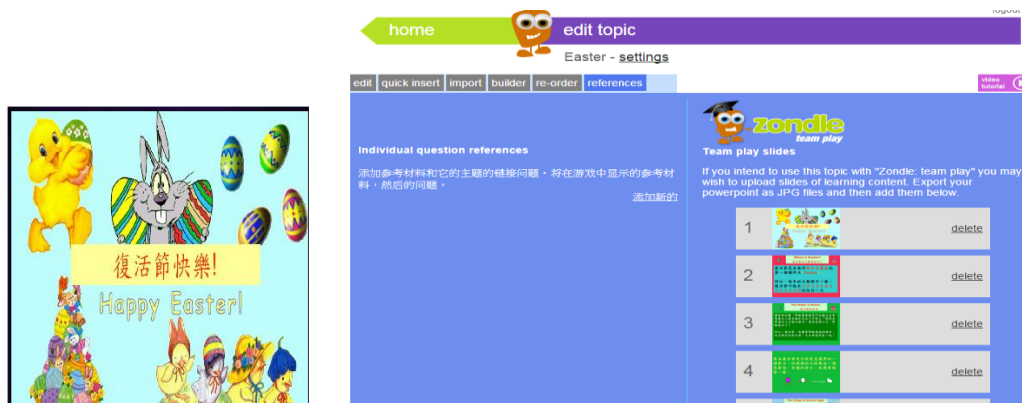 復活節快樂!
Happy Easter!
logout
home
edit topic
Easter - settings
edit
quick insert
import
builder
re-order
references
video
tutorial
Individual question references
添加参考材料和它的主题的链接问题。将在游戏中显示的参考材
料，然后的问题。
添加新的
zondle
team play
Team play slides
If you intend to use this topic with "Zondle: team play" you may
wish to upload slides of learning content. Export your
powerpoint as JPG files and then add them below.
1
delete
2
delete
3
delete
4
delete